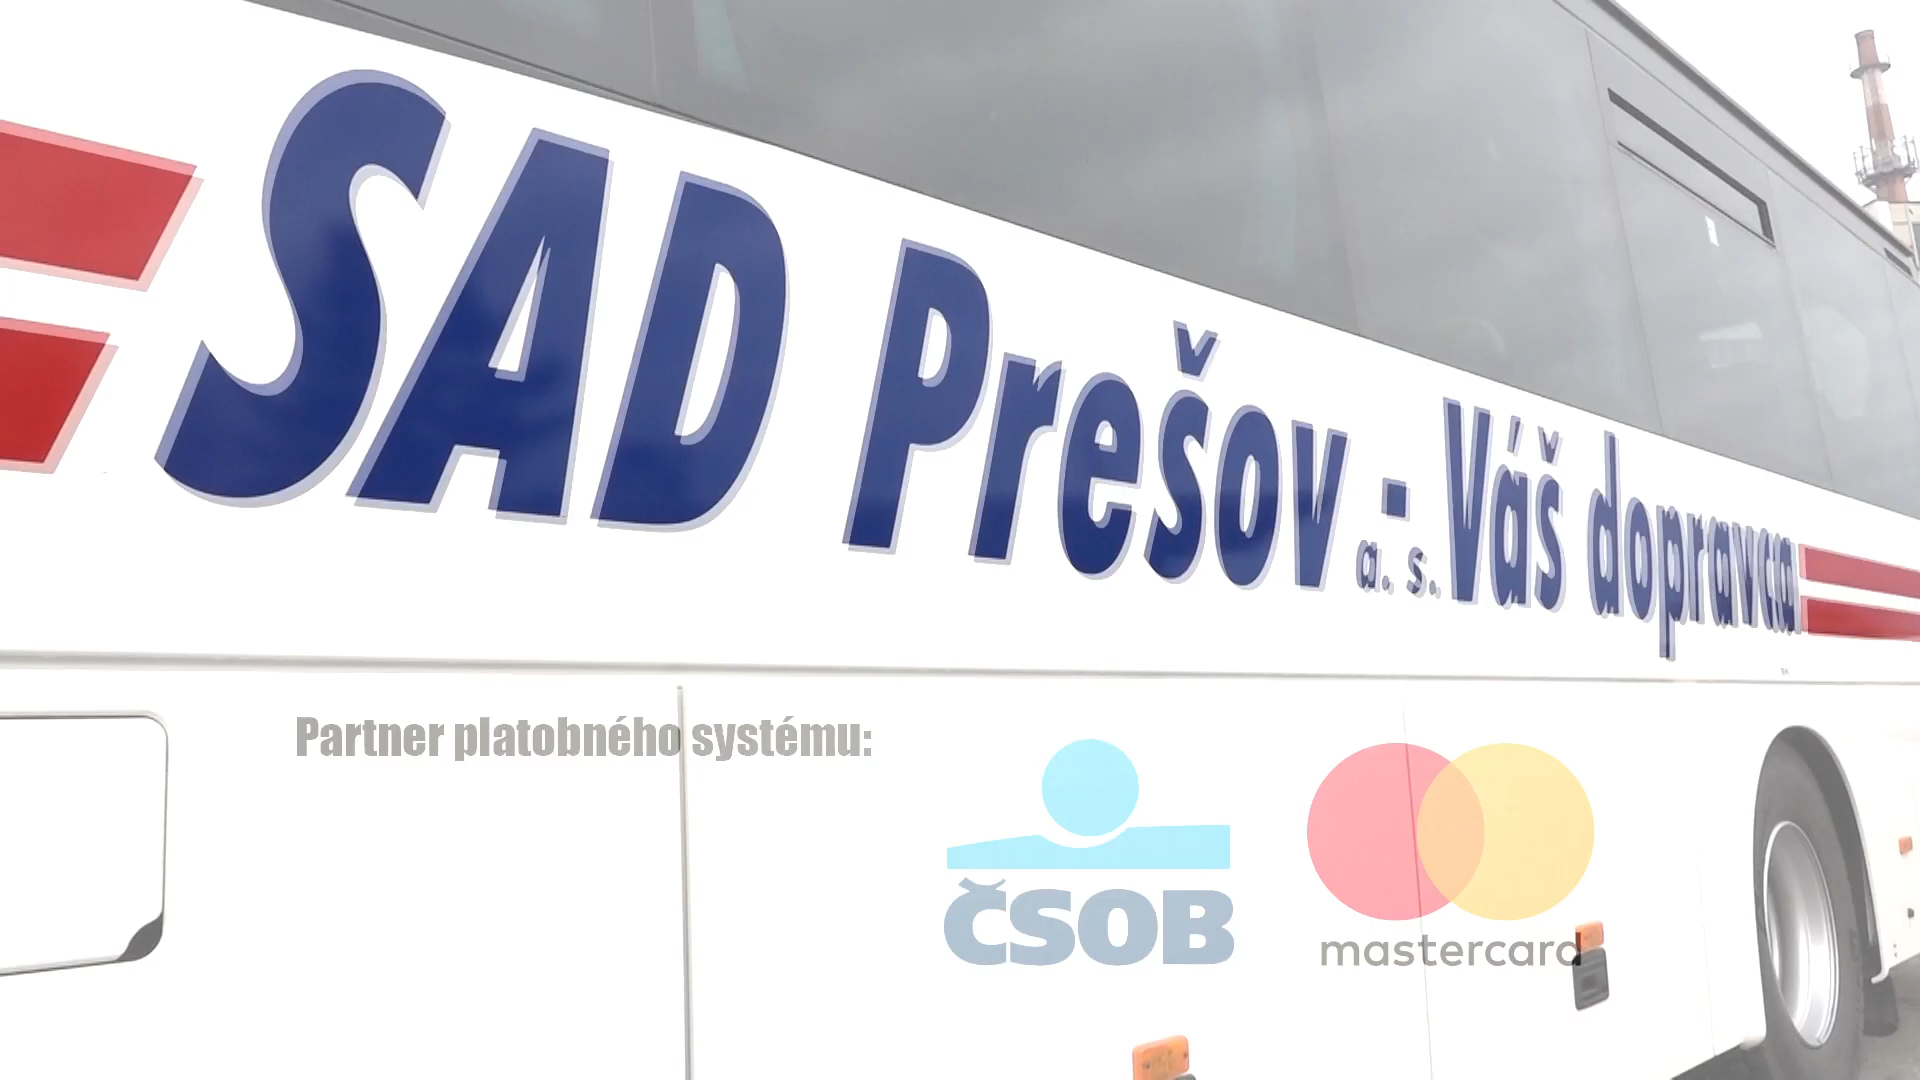 SAD Prešov a. s. - Váš dopravca
Partner platobného systému:
ČSOB
mastercard